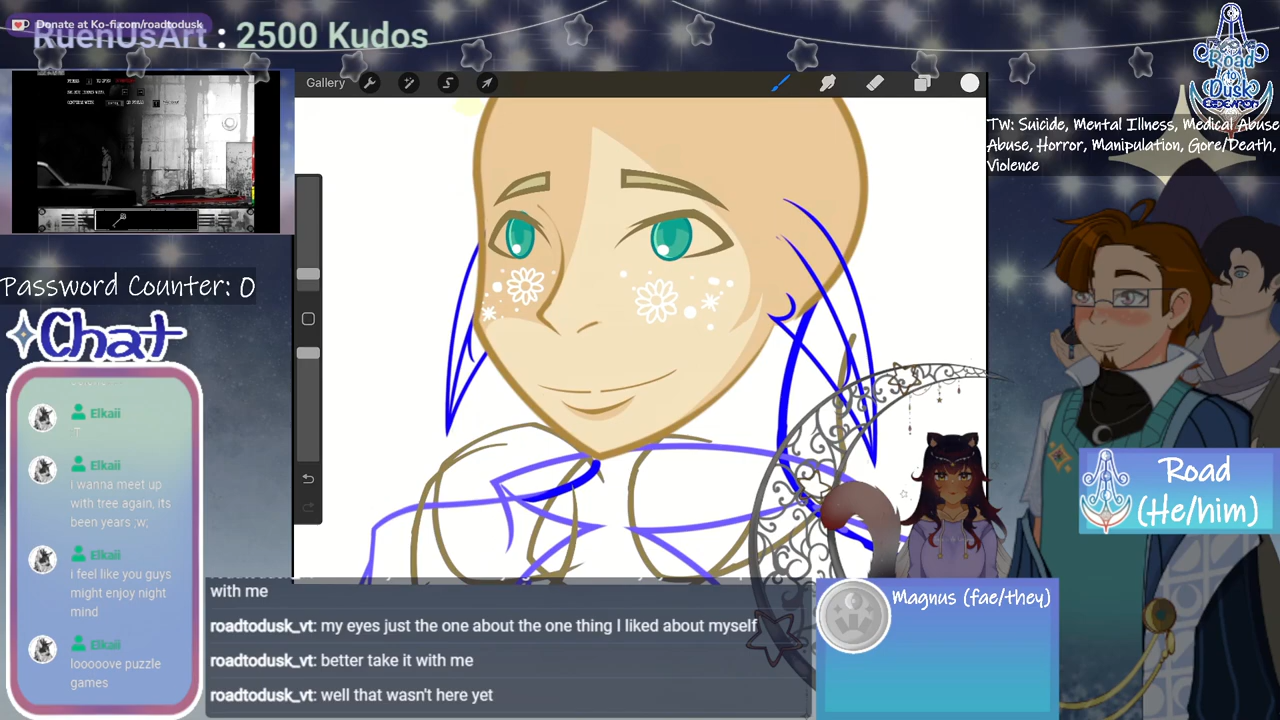 Donate at Ko-fi.com/roadtodusk
RuenUsArt : 2500 Kudos
Gallery
Road
to
Dusk
Tw: Suicide, Mental Illness, Medical Abuse
Abuse, Horror, Manipulation, Gore/Death,
Violence
Password Counter: 0
Chat
Elkaii
T
Elkaii
I wanna meet up
with tree again, its
been years ;w;
Elkaii
i feel like you guys
might enjoy night
mind
Elkaii
looooove puzzle
games
with me
roadtodusk_vt: my eyes just the one about the one thing I liked about myself
roadtodusk_vt: better take it with me
roadtodusk_vt: well that wasn't here yet
Magnus (fae/they)
Road
(He/him)